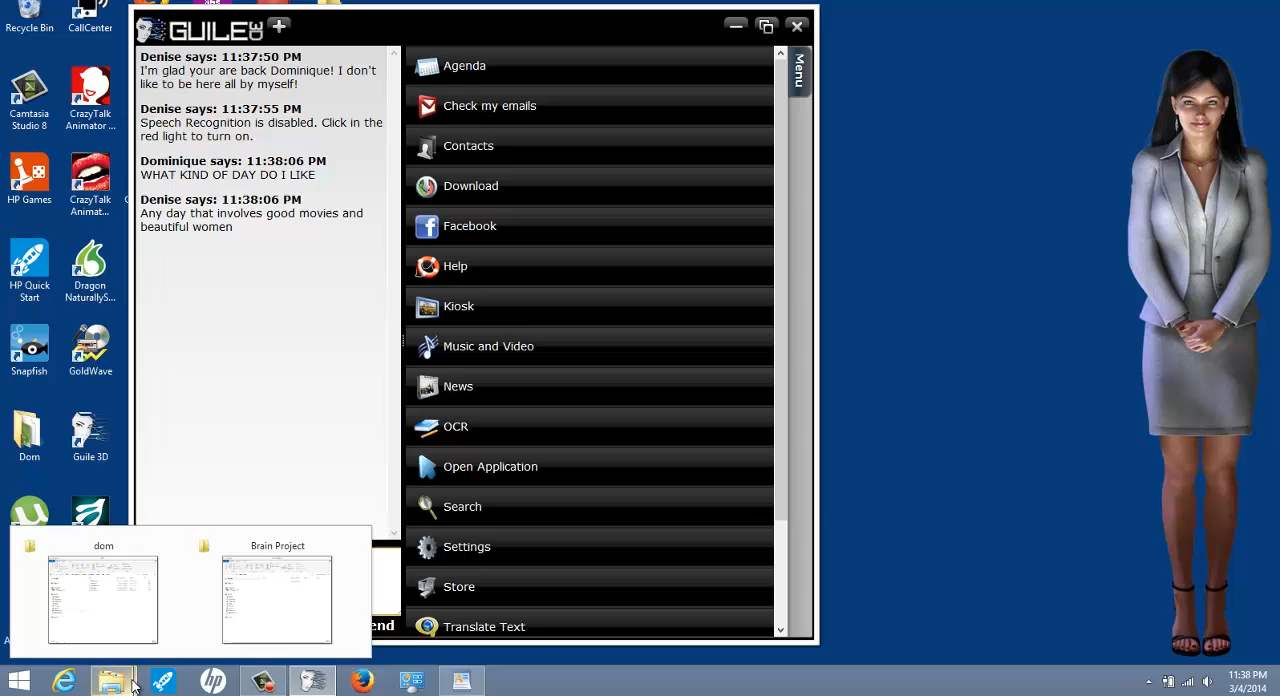 Recycle Bin
CallCenter
Camtasia
Studio 8
CrazyTalk
Animator ...
HP Games
CrazyTalk
Animat...
HP Quick
Start
Dragon
NaturallyS...
Snapfish
GoldWave
Dom
Guile 3D
GUILE3D
Denise says: 11:37:50 PM
I'm glad your are back Dominique! I don't
like to be here all by myself!
Denise says: 11:37:55 PM
Speech Recognition is disabled. Click in the
red light to turn on.
Dominique says: 11:38:06 PM
WHAT KIND OF DAY DO I LIKE
Denise says: 11:38:06 PM
Any day that involves good movies and
beautiful women
Agenda
Check my emails
Contacts
Download
Facebook
Help
Kiosk
Music and Video
News
OCR
Open Application
Search
Settings
Store
Translate Text
Menu
dom
Brain Project
end
11:38 PM
3/4/2014